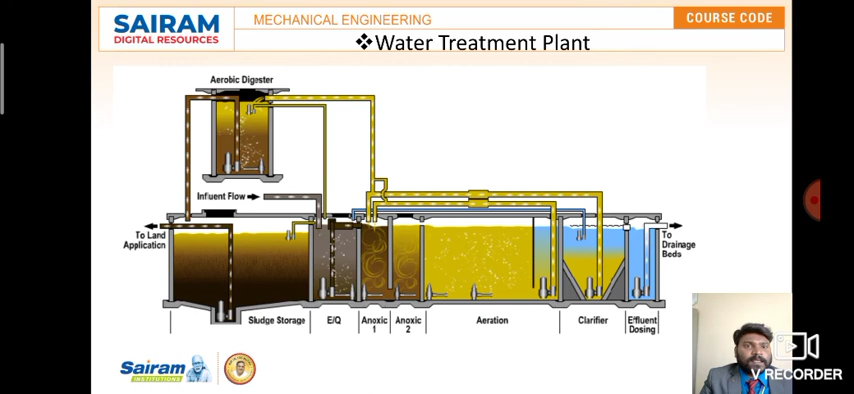 SAIRAM
DIGITAL RESOURCES
MECHANICAL ENGINEERING
COURSE CODE
❖Water Treatment Plant
Aerobic Digester
Influent Flow
To Land
Application
To
Drainage
Beds
Sludge Storage
E/Q
Anoxic
1
Anoxic
2
Aeration
Clarifier
Effluent
Dosing
Sairam
INSTITUTIONS
V RECORDER